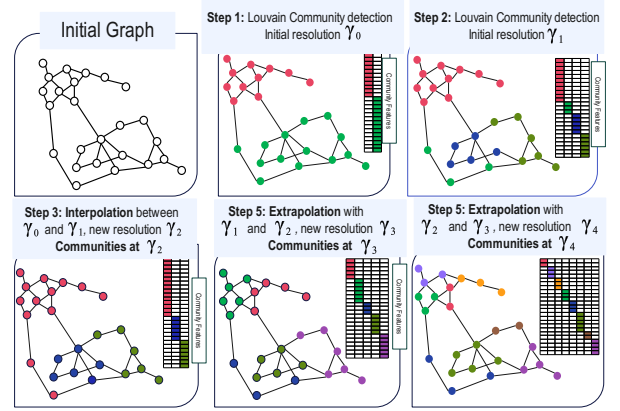 Initial Graph
Step 1: Louvain Community detection
Initial resolution γ0
Community Features
Step 2: Louvain Community detection
Initial resolution γ1
Community Features
Step 3: Interpolation between
γ0 and γ1, new resolution γ2
Communities at γ2
Community Features
Step 5: Extrapolation with
γ1 and γ2, new resolution γ3
Communities at γ3
Community Features
Step 5: Extrapolation with
γ2 and γ3, new resolution γ4
Communities at γ4